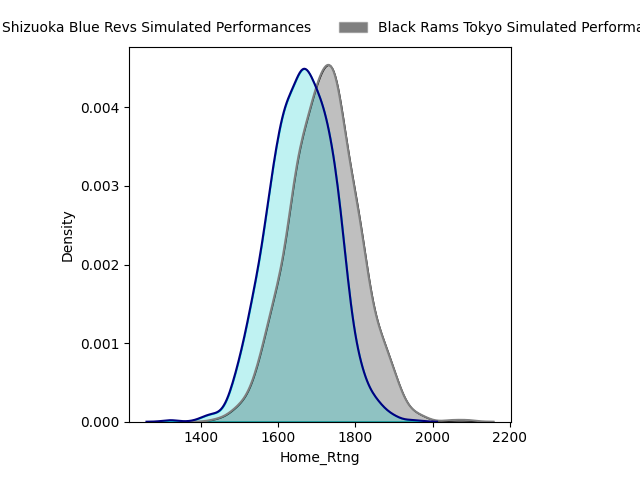 Shizuoka Blue Revs Simulated Performances
Black Rams Tokyo Simulated Performa
0.004
0.003
0.002
0.001
0.000
Density
1400 1600 1800 2000 2200
Home_Rtng